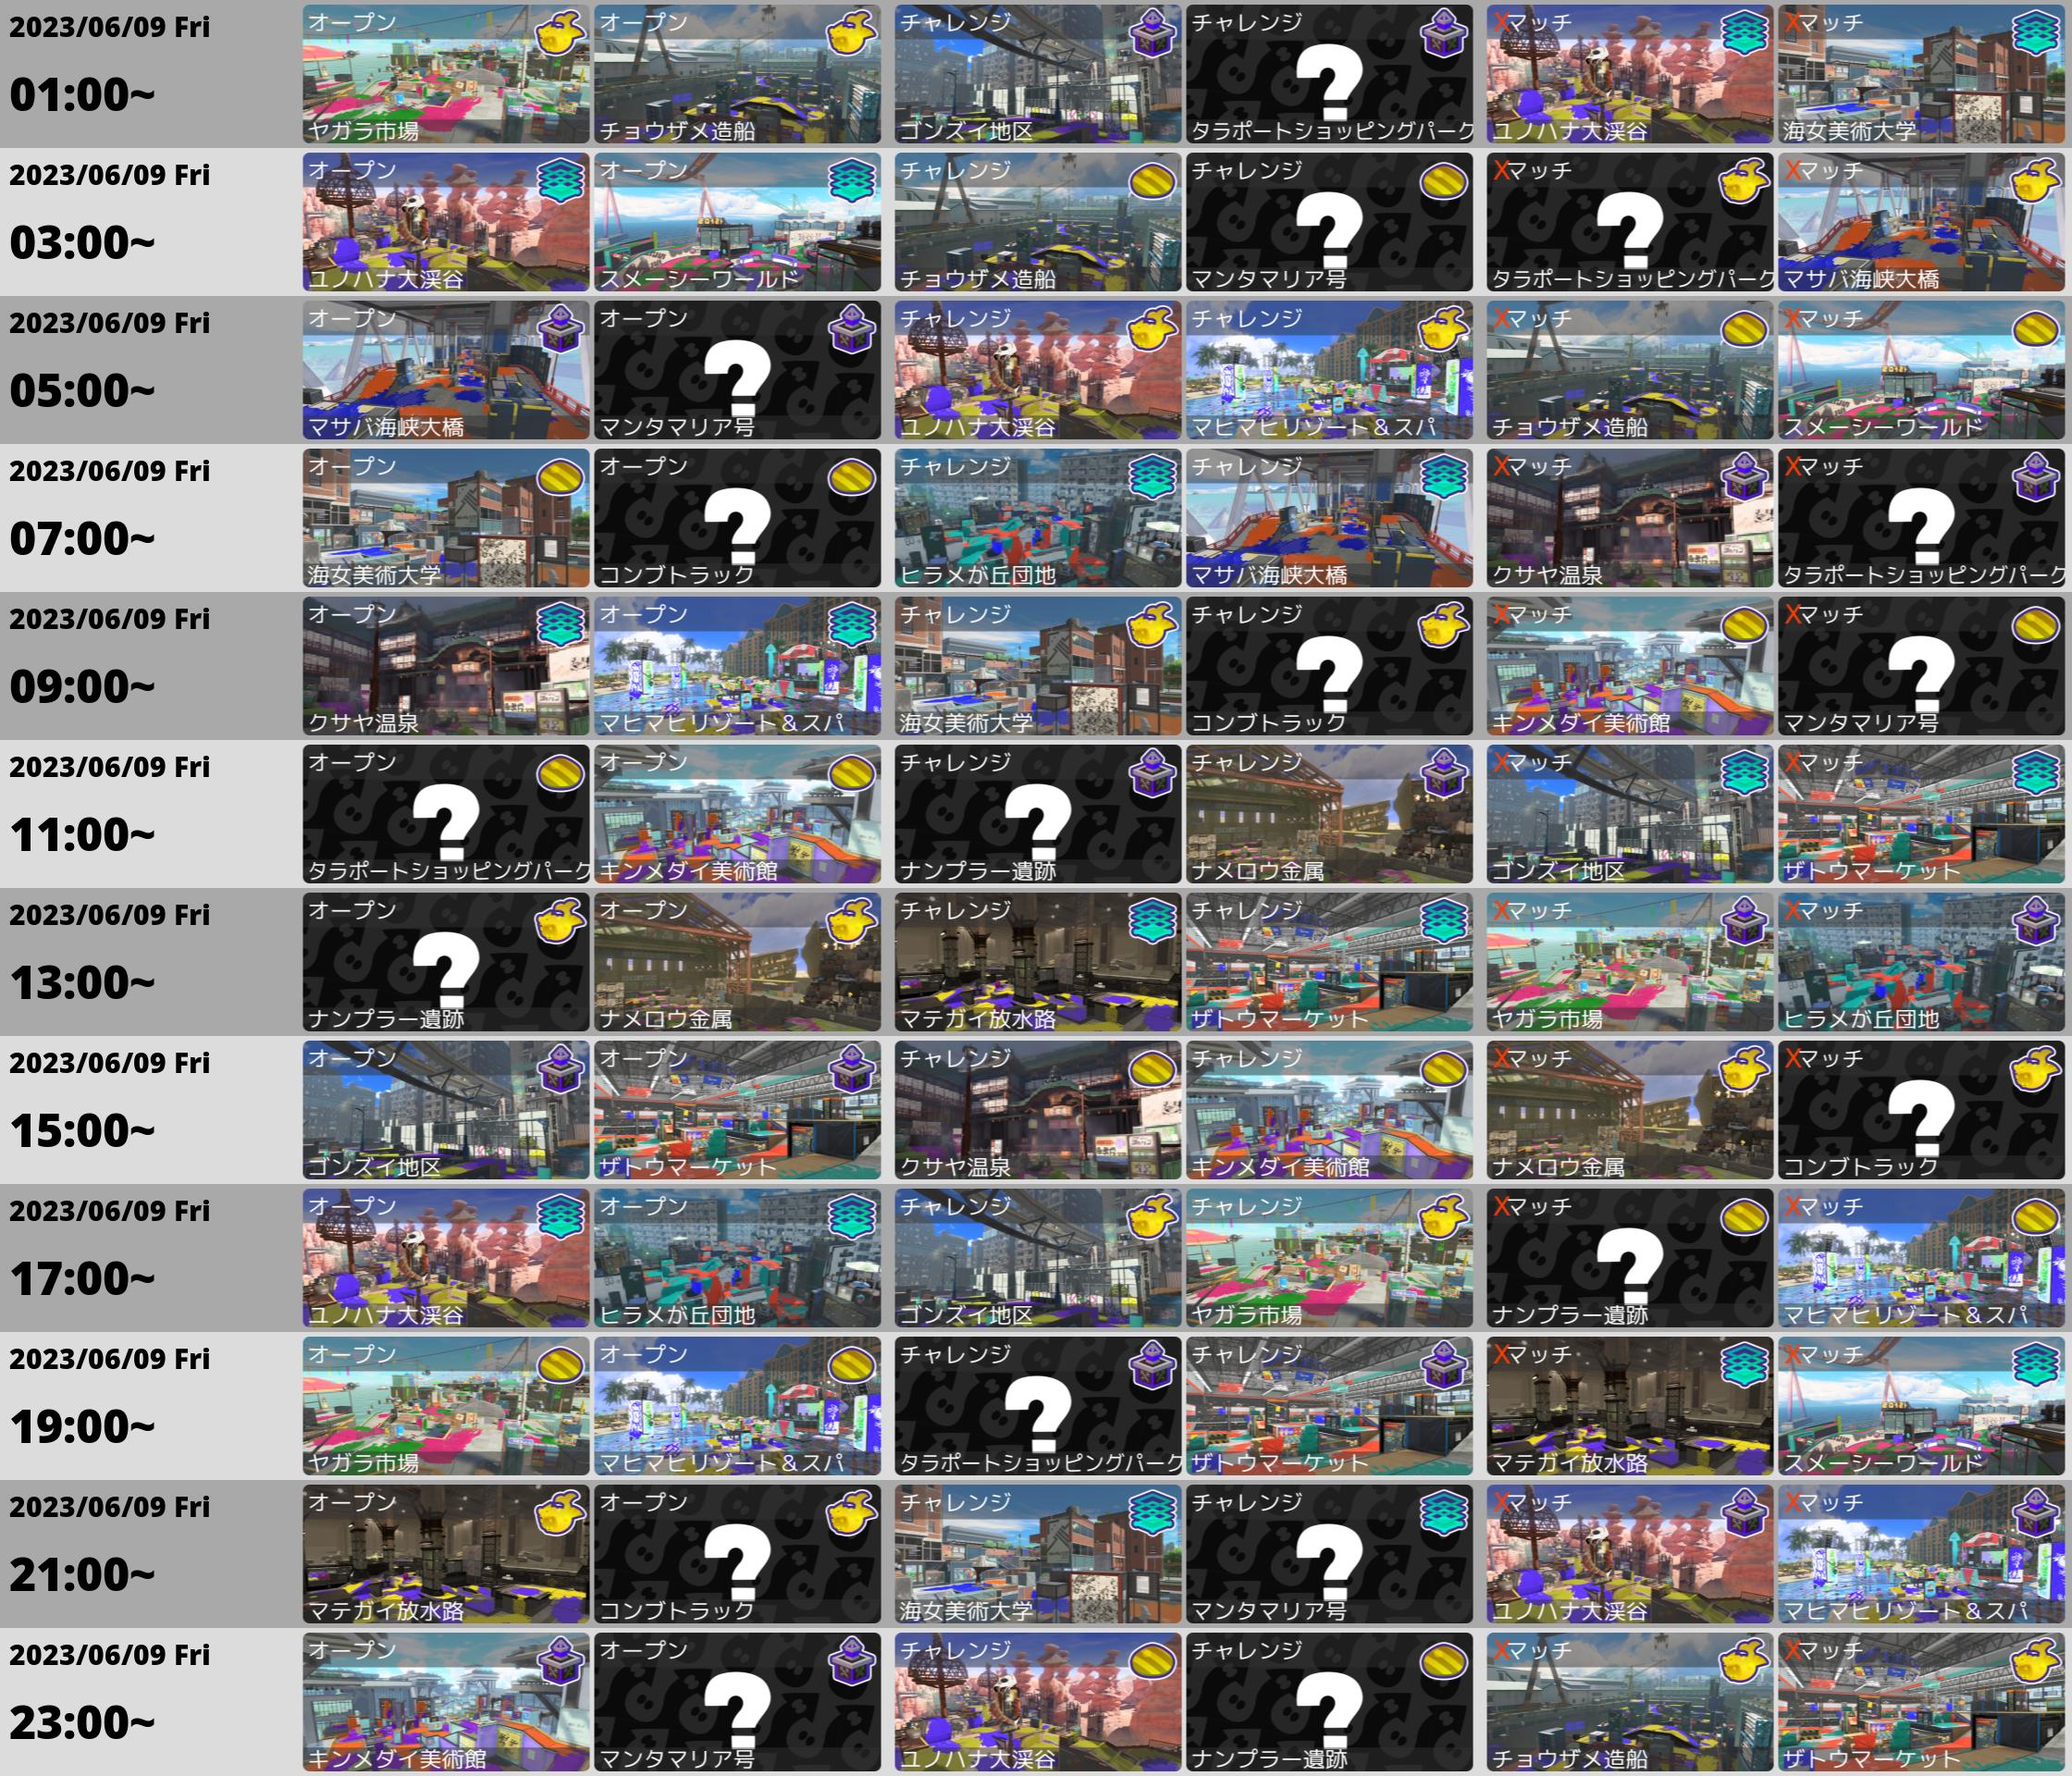 2023/06/09 Fri
01:00~
オープン
ヤガラ市場
オープン
チョウザメ造船
チャレンジ
ゴンズイ地区
チャレンジ
タラポートショッピングパーク
Xマッチ
ユノハナ大渓谷
Xマッチ
海女美術大学
2023/06/09 Fri
03:00~
オープン
ユノハナ大渓谷
オープン
スメーシーワールド
チャレンジ
チョウザメ造船
チャレンジ
マンタマリア号
Xマッチ
タラポートショッピングパーク
Xマッチ
マサバ海峡大橋
2023/06/09 Fri
05:00~
オープン
マサバ海峡大橋
オープン
マンタマリア号
チャレンジ
ユノハナ大渓谷
チャレンジ
マヒマヒリゾート&スパ
Xマッチ
チョウザメ造船
Xマッチ
スメーシーワールド
2023/06/09 Fri
07:00~
オープン
海女美術大学
オープン
コンブトラック
チャレンジ
ヒラメが丘団地
チャレンジ
マサバ海峡大橋
Xマッチ
クサヤ温泉
Xマッチ
タラポートショッピングパーク
2023/06/09 Fri
09:00~
オープン
クサヤ温泉
オープン
マヒマヒリゾート&スパ
チャレンジ
海女美術大学
チャレンジ
コンブトラック
Xマッチ
キンメダイ美術館
Xマッチ
マンタマリア号
2023/06/09 Fri
11:00~
オープン
タラポートショッピングパーク
オープン
キンメダイ美術館
チャレンジ
ナンプラー遺跡
チャレンジ
ナメロウ金属
Xマッチ
ゴンズイ地区
Xマッチ
ザトウマーケット
2023/06/09 Fri
13:00~
オープン
ナンプラー遺跡
オープン
ナメロウ金属
チャレンジ
マテガイ放水路
チャレンジ
ザトウマーケット
Xマッチ
ヤガラ市場
Xマッチ
ヒラメが丘団地
2023/06/09 Fri
15:00~
オープン
ゴンズイ地区
オープン
ザトウマーケット
チャレンジ
クサヤ温泉
チャレンジ
キンメダイ美術館
Xマッチ
ナメロウ金属
Xマッチ
コンブトラック
2023/06/09 Fri
17:00~
オープン
ユノハナ大渓谷
オープン
ヒラメが丘団地
チャレンジ
ゴンズイ地区
チャレンジ
ヤガラ市場
Xマッチ
ナンプラー遺跡
Xマッチ
マヒマヒリゾート&スパ
2023/06/09 Fri
19:00~
オープン
ヤガラ市場
オープン
マヒマヒリゾート&スパ
チャレンジ
タラポートショッピングパーク
チャレンジ
ザトウマーケット
Xマッチ
マテガイ放水路
Xマッチ
スメーシーワールド
2023/06/09 Fri
21:00~
オープン
マテガイ放水路
オープン
コンブトラック
チャレンジ
海女美術大学
チャレンジ
マンタマリア号
Xマッチ
ユノハナ大渓谷
Xマッチ
マヒマヒリゾート&スパ
2023/06/09 Fri
23:00~
オープン
キンメダイ美術館
オープン
マンタマリア号
チャレンジ
ユノハナ大渓谷
チャレンジ
ナンプラー遺跡
Xマッチ
チョウザメ造船
Xマッチ
ザトウマーケット